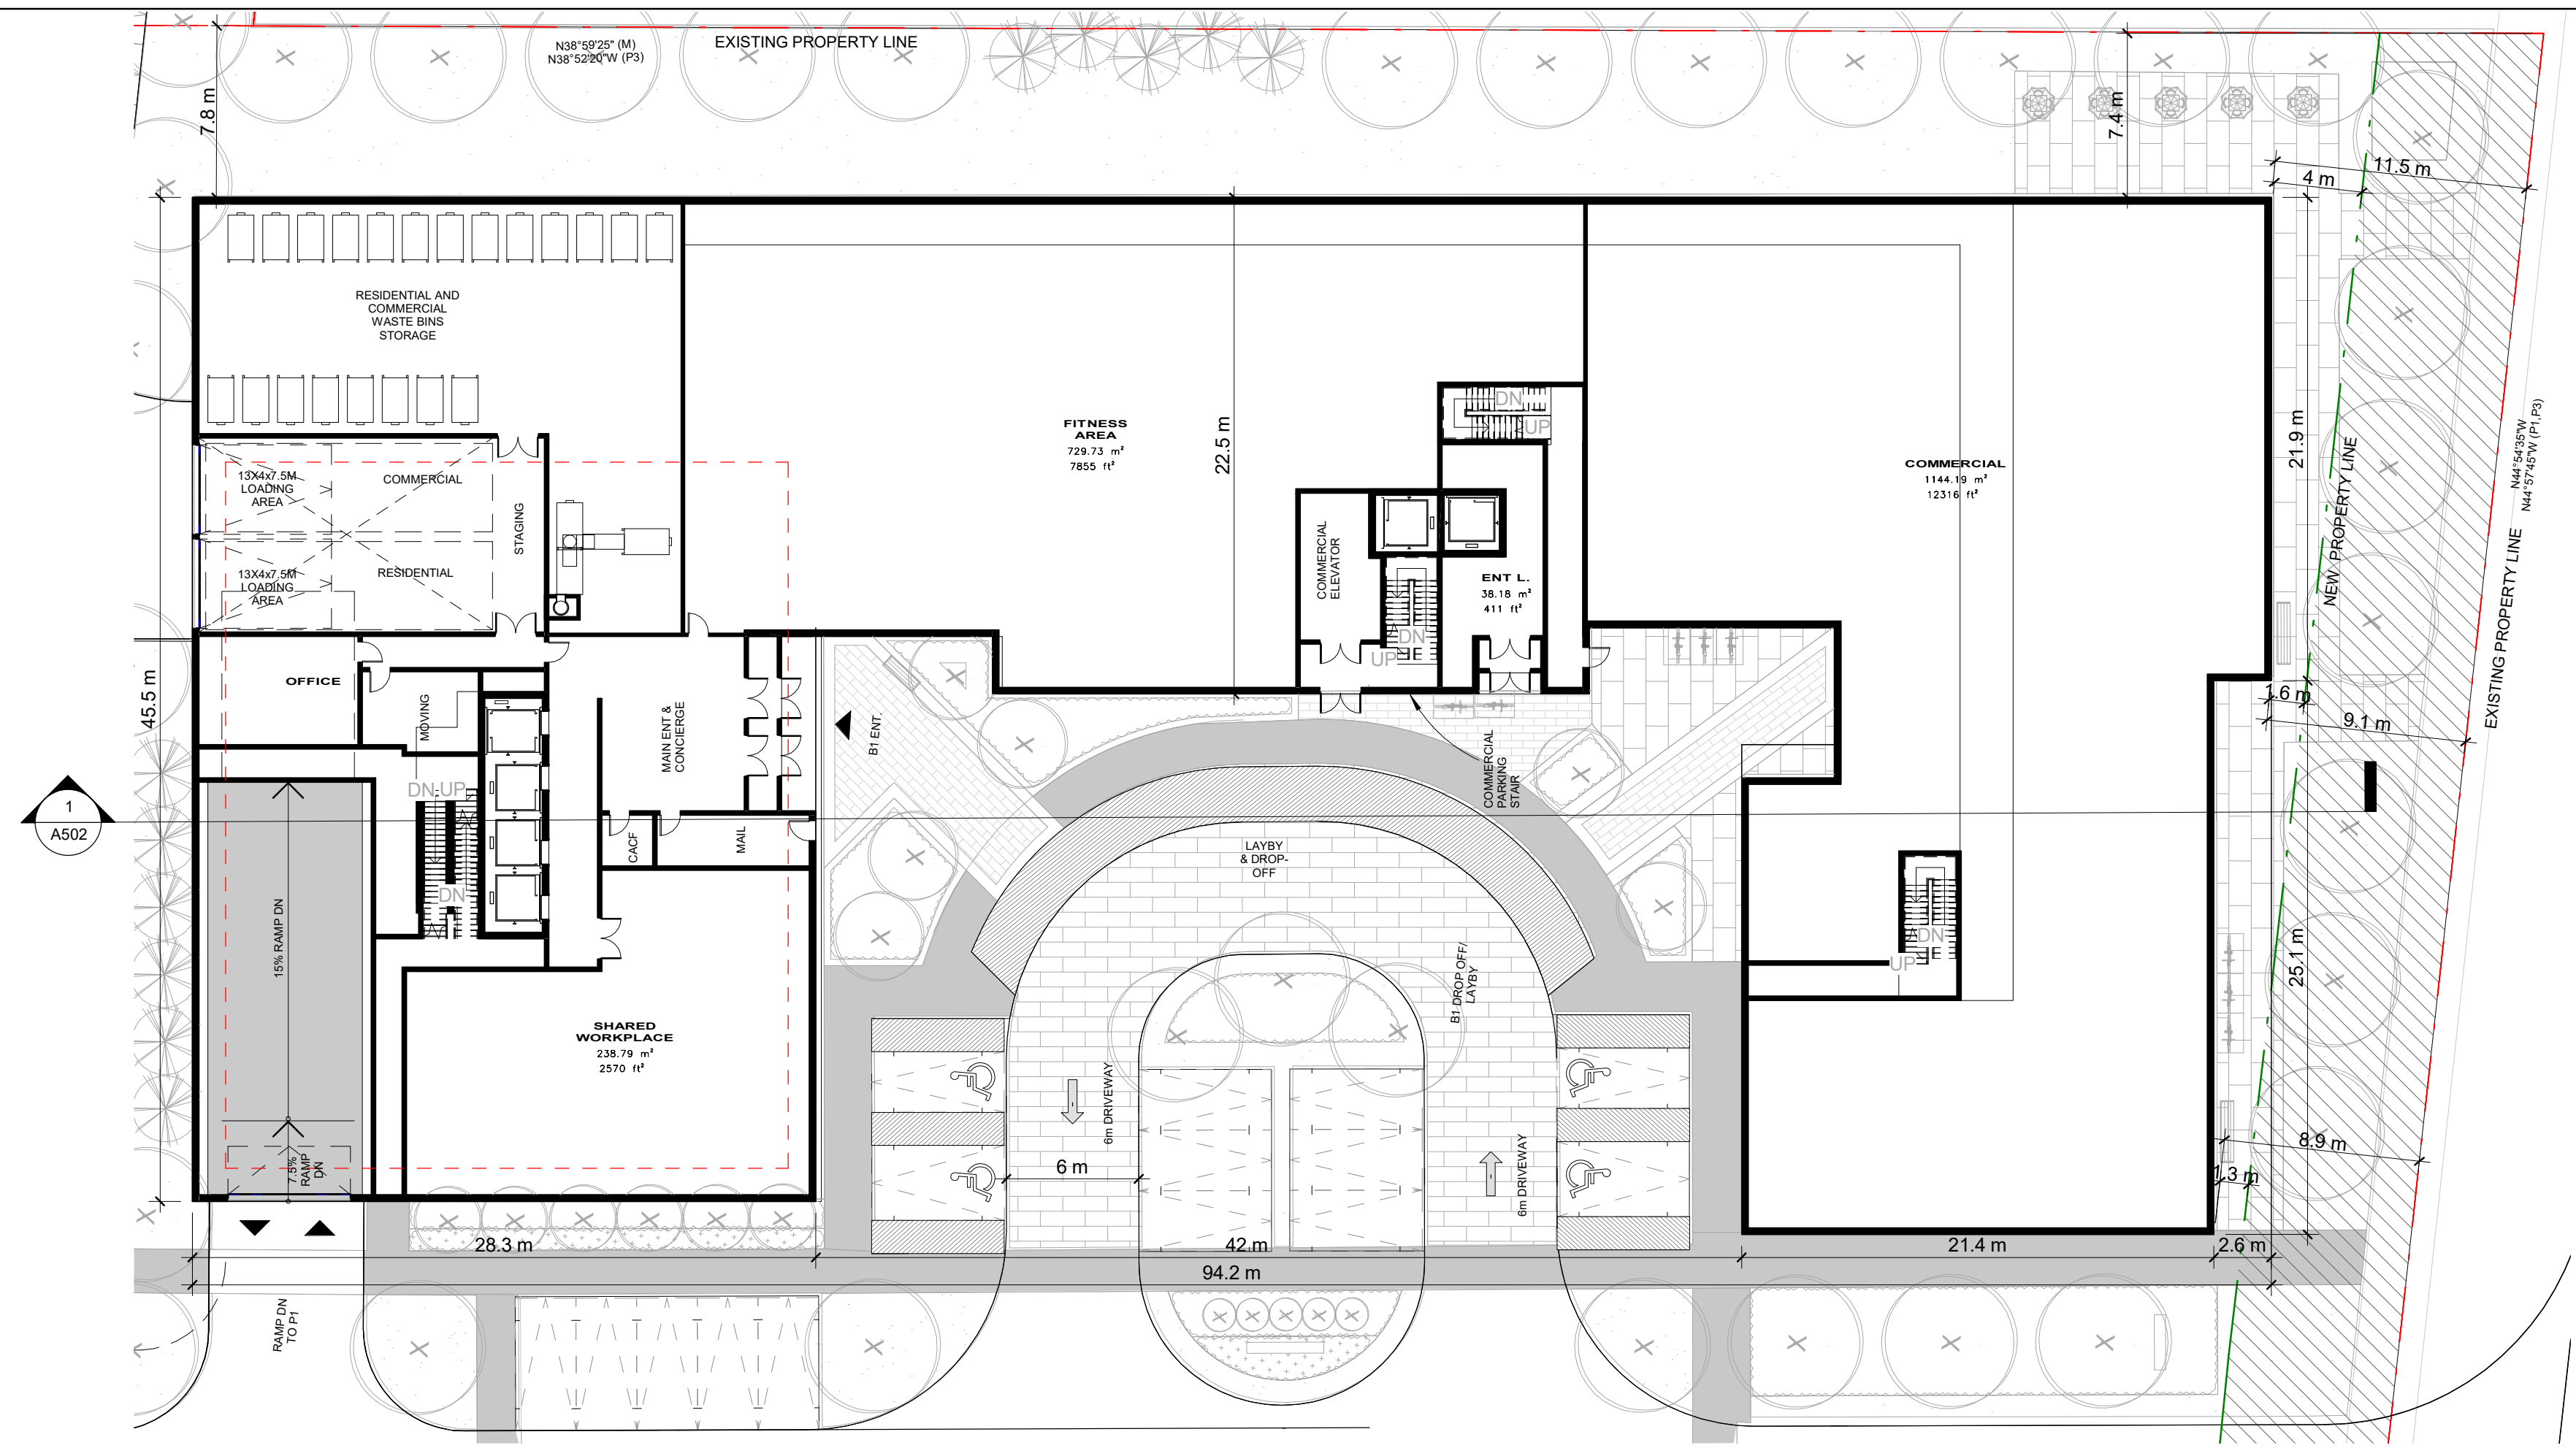 N38°59'25" (M)
N38°52'20"W (P3)
EXISTING PROPERTY LINE
7.8 m
7.4 m
11.5 m
4 m
RESIDENTIAL AND
COMMERCIAL
WASTE BINS
STORAGE
FITNESS
AREA
729.73 m²
7855 ft²
22.5 m
DN
UP
COMMERCIAL
1144.19 m²
12316 ft²
21.9 m
NEW PROPERTY LINE
N44°54'35"W
N44°57'45"W (P1,P3)
EXISTING PROPERTY LINE
13X4x7.5M
LOADING
AREA
COMMERCIAL
STAGING
13X4x7.5M
LOADING
AREA
RESIDENTIAL
COMMERCIAL
ELEVATOR
ENT L.
38.18 m²
411 ft²
DN
UP
45.5 m
OFFICE
MOVING
MAIN ENT &
CONCIERGE
B1 ENT.
COMMERCIAL
PARKING
STAIR
1.6 m
9.1 m
1
A502
DN
UP
CACF
MAIL
LAYBY
& DROP-
OFF
15% RAMP DN
DN
B1 DROP OFF/
LAYBY
DN
UP
25.1 m
SHARED
WORKPLACE
238.79 m²
2570 ft²
6m DRIVEWAY
6 m
6m DRIVEWAY
7.5%
RAMP
DN
8.9 m
1.3 m
28.3 m
42 m
21.4 m
2.6 m
94.2 m
RAMP DN
TO P1